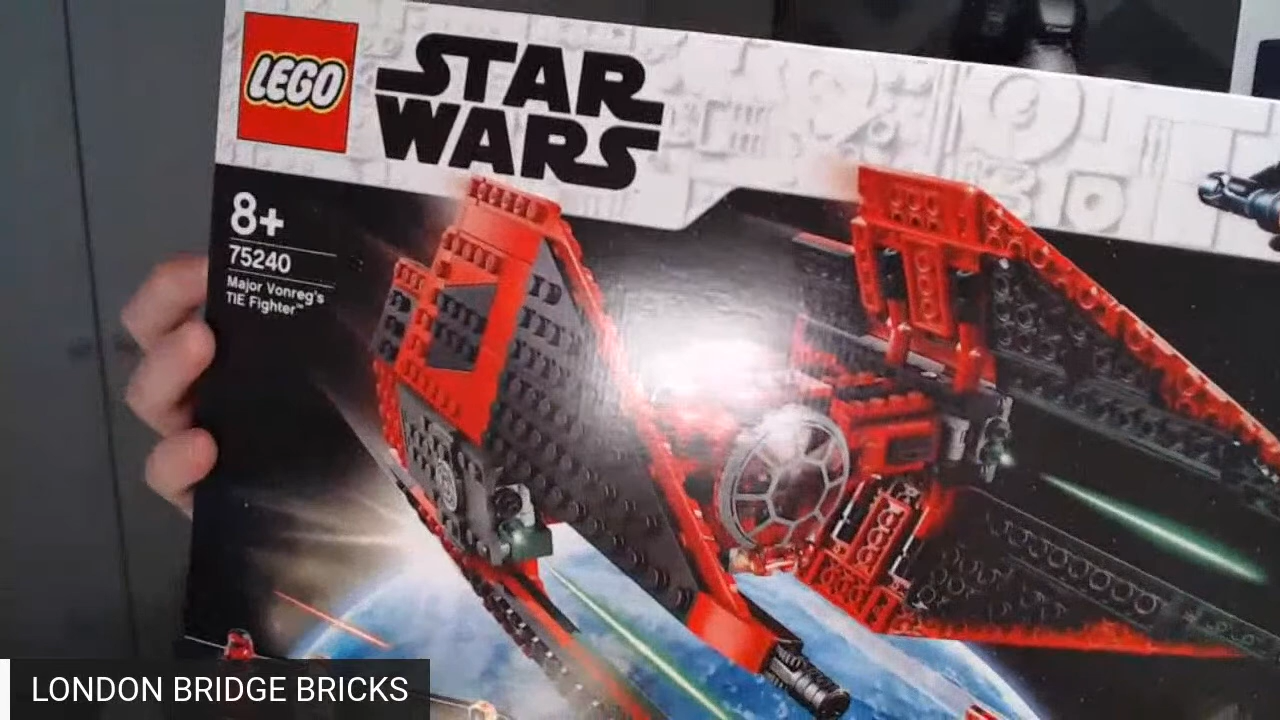 LEGO
STAR
WARS
8+
75240
Major Vonreg's
TIE Fighter™
LONDON BRIDGE BRICKS